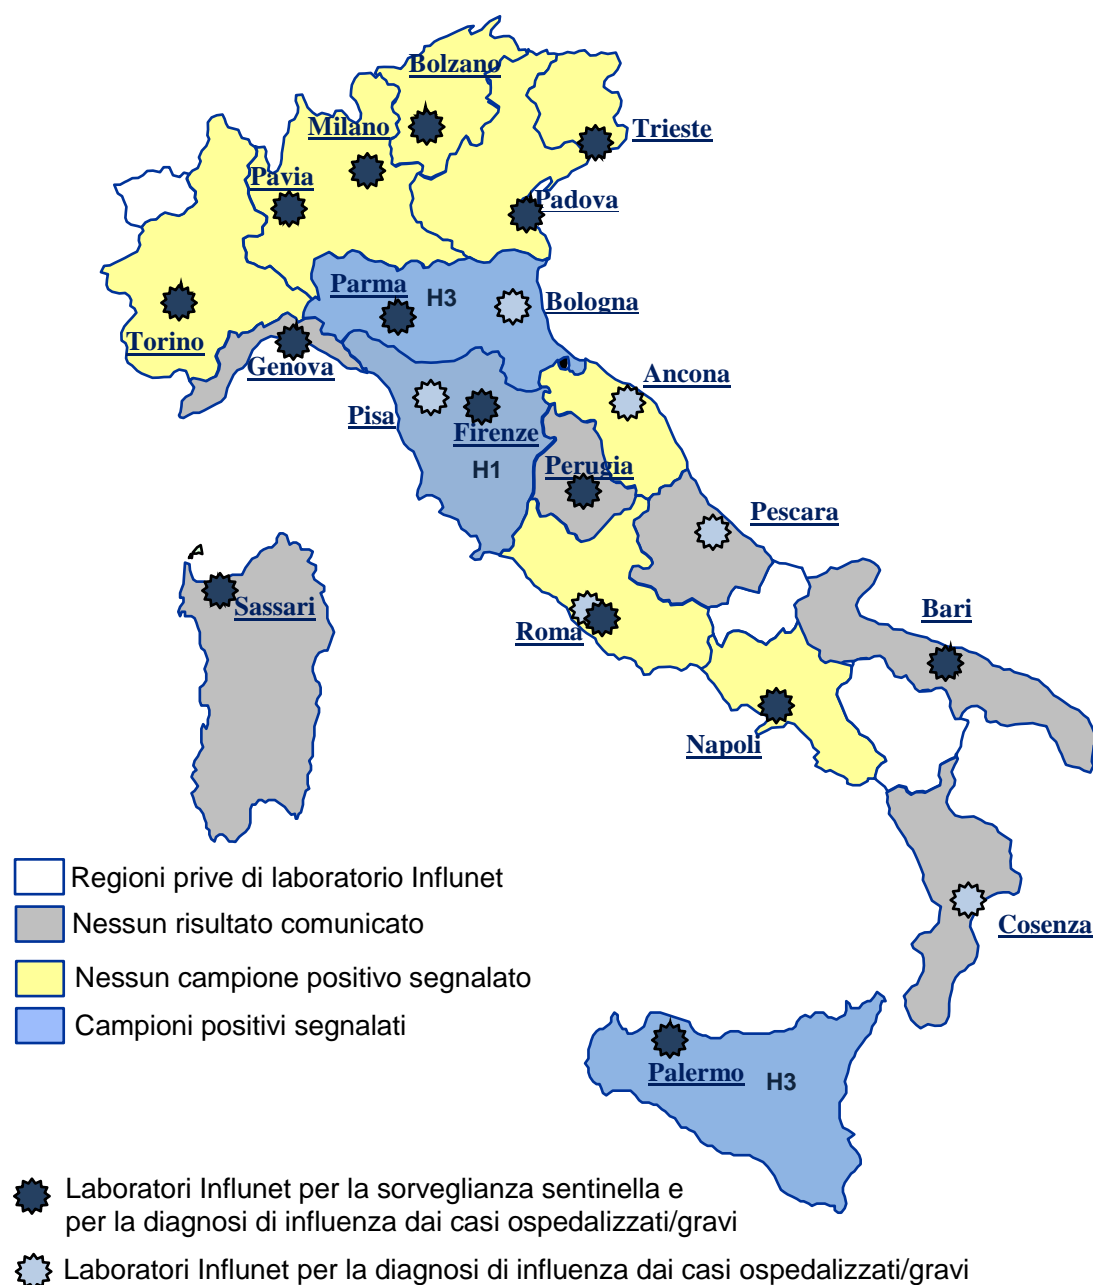 Bolzano
Milano
Trieste
Pavia
Padova
Parma
H3
Bologna
Torino
Genova
Ancona
Pisa
Firenze
H1
Perugia
Pescara
Sassari
Roma
Bari
Napoli
Regioni prive di laboratorio Influnet
Nessun risultato comunicato
Cosenza
Nessun campione positivo segnalato
Campioni positivi segnalati
Palermo
H3
Laboratori Influnet per la sorveglianza sentinella e
per la diagnosi di influenza dai casi ospedalizzati/gravi
Laboratori Influnet per la diagnosi di influenza dai casi ospedalizzati/gravi